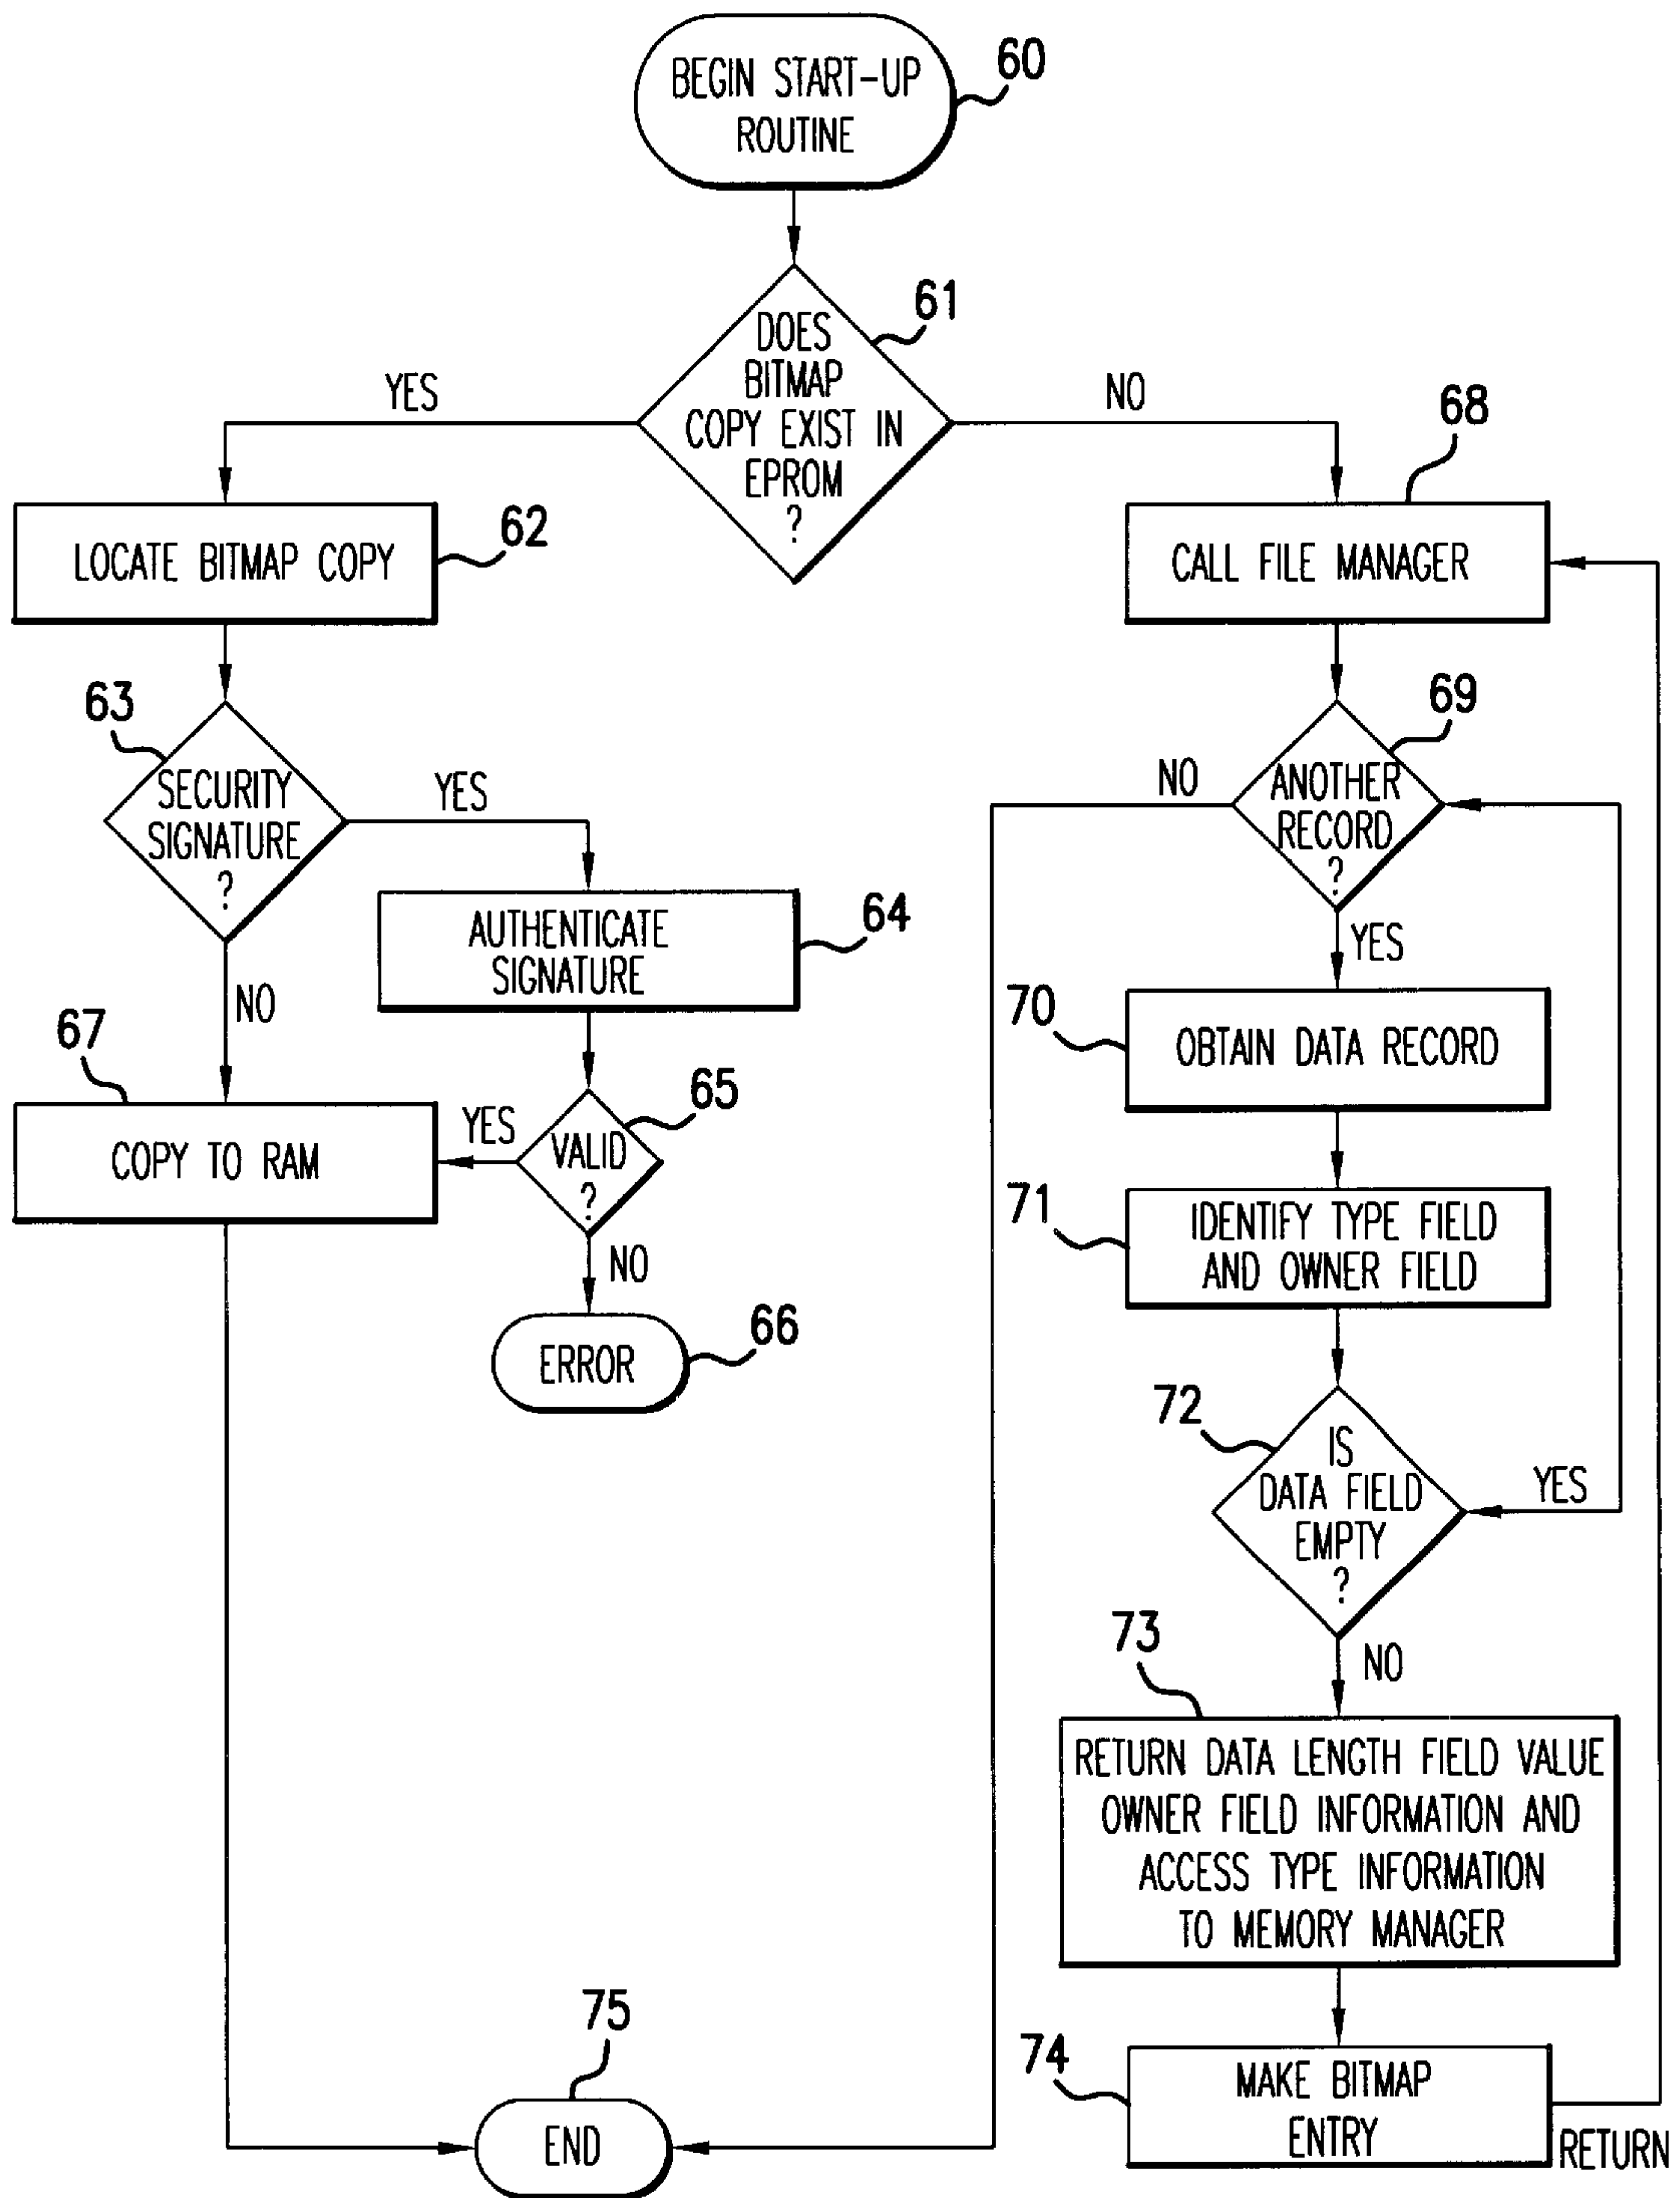 BEGIN START-UP
ROUTINE
60
DOES
BITMAP
COPY EXIST IN
EPROM
?
61
YES
NO
LOCATE BITMAP COPY
62
CALL FILE MANAGER
68
63
SECURITY
SIGNATURE
?
YES
NO
69
ANOTHER
RECORD
?
NO
YES
AUTHENTICATE
SIGNATURE
64
70
OBTAIN DATA RECORD
67
COPY TO RAM
YES
VALID
?
65
NO
71
IDENTIFY TYPE FIELD
AND OWNER FIELD
ERROR
66
72
IS
DATA FIELD
EMPTY
?
YES
NO
73
RETURN DATA LENGTH FIELD VALUE
OWNER FIELD INFORMATION AND
ACCESS TYPE INFORMATION
TO MEMORY MANAGER
75
END
74
MAKE BITMAP
ENTRY
RETURN